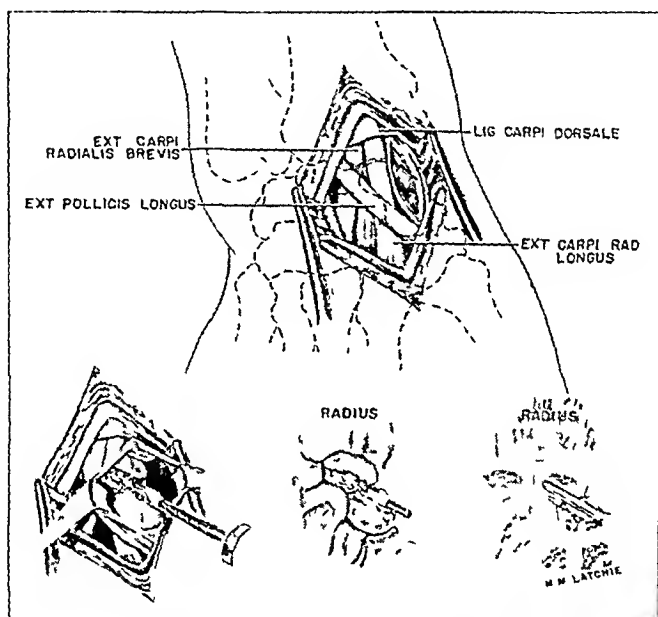 EXT CARPI
RADIALIS BREVIS
LIG CARPI DORSALE
EXT POLLICIS LONGUS
EXT CARPI RAD
LONGUS
RADIUS
RADIUS
M N LATCHIE